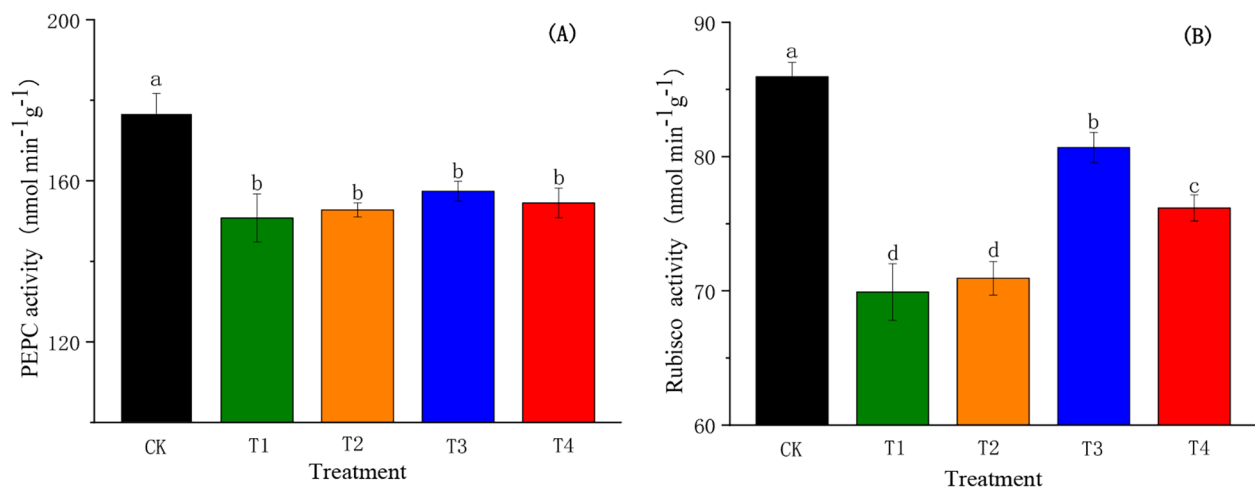 (A)
PEPC activity (nmol min⁻¹g⁻¹)
200
160
120
a
b
b
b
b
CK
T1
T2
T3
T4
Treatment
(B)
Rubisco activity (nmol min⁻¹g⁻¹)
90
80
70
60
a
d
d
b
c
CK
T1
T2
T3
T4
Treatment